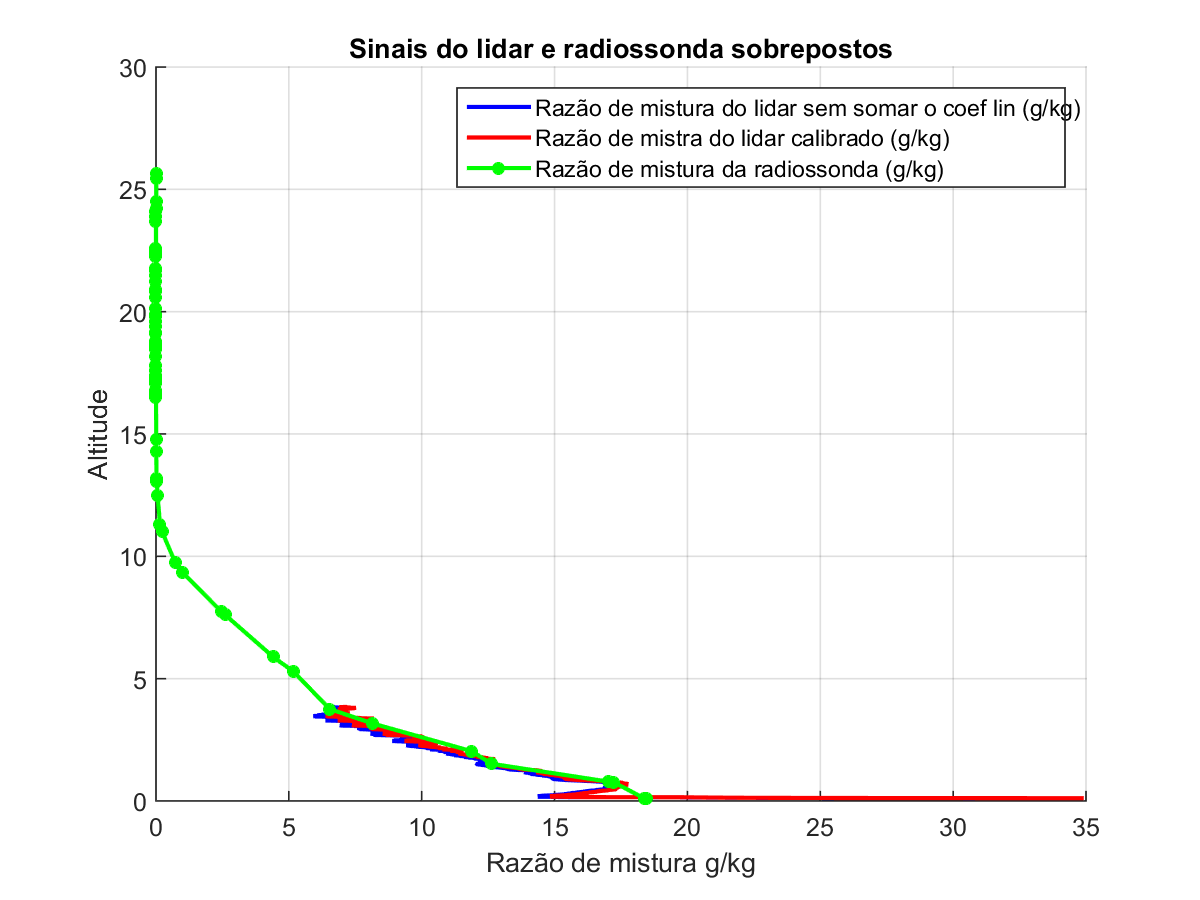 Sinais do lidar e radiossonda sobrepostos
30
Razão de mistura do lidar sem somar o coef lin (g/kg)
Razão de mistra do lidar calibrado (g/kg)
Razão de mistura da radiossonda (g/kg)
25
20
15
10
5
0
Altitude
0 5 10 15 20 25 30 35
Razão de mistura g/kg